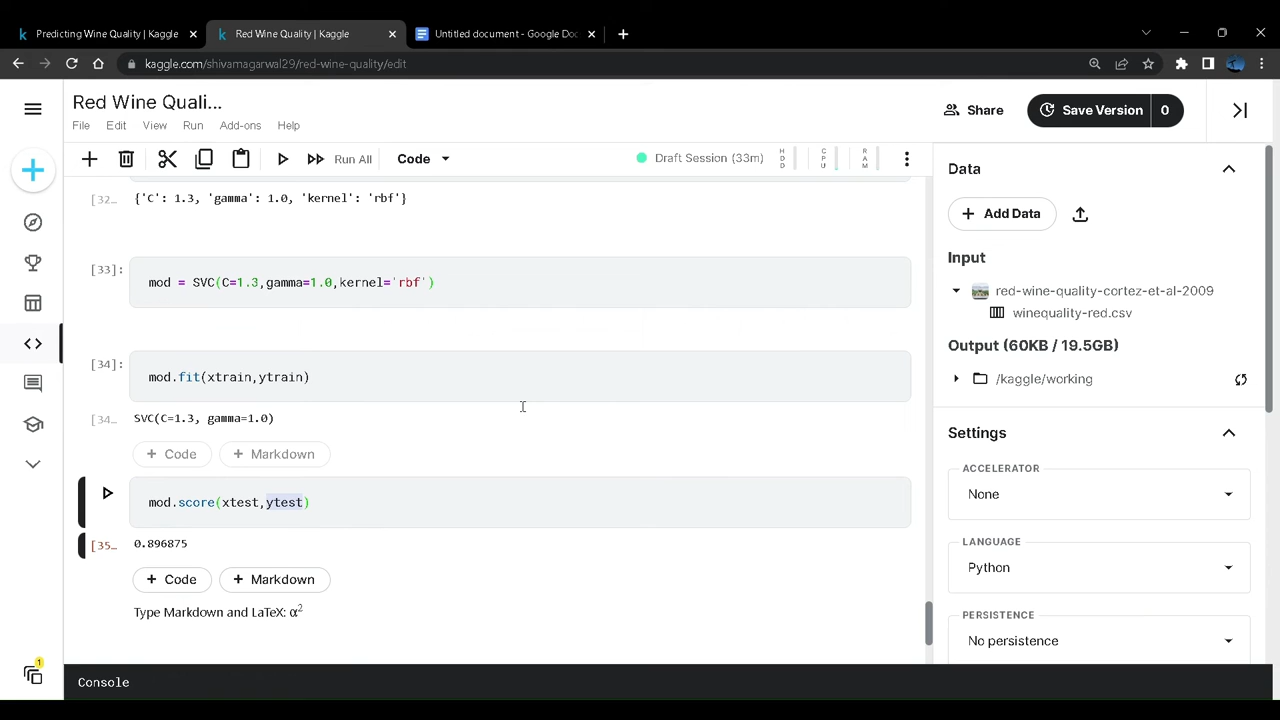 Predicting Wine Quality | Kaggle
Red Wine Quality | Kaggle
Untitled document - Google Doc
kaggle.com/shivamagarwal29/red-wine-quality/edit
Red Wine Quali...
File Edit View Run Add-ons Help
Share
Save Version 0
Run All
Code
Draft Session (33m)
HDD
CPU
RAM
[32…
{'C': 1.3, 'gamma': 1.0, 'kernel': 'rbf'}
[33]:
mod = SVC(C=1.3,gamma=1.0,kernel='rbf')
[34]:
mod.fit(xtrain,ytrain)
[34…
SVC(C=1.3, gamma=1.0)
+ Code + Markdown
mod.score(xtest,ytest)
[35…
0.896875
+ Code + Markdown
Type Markdown and LaTeX: α²
Console
1
Data
+ Add Data
Input
red-wine-quality-cortez-et-al-2009
winequality-red.csv
Output (60KB / 19.5GB)
/kaggle/working
Settings
ACCELERATOR
None
LANGUAGE
Python
PERSISTENCE
No persistence